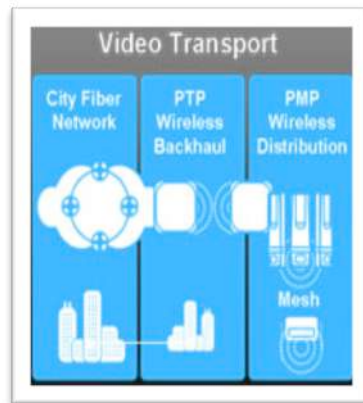 Video Transport
City Fiber
Network
PTP
Wireless
Backhaul
PMP
Wireless
Distribution
Mesh